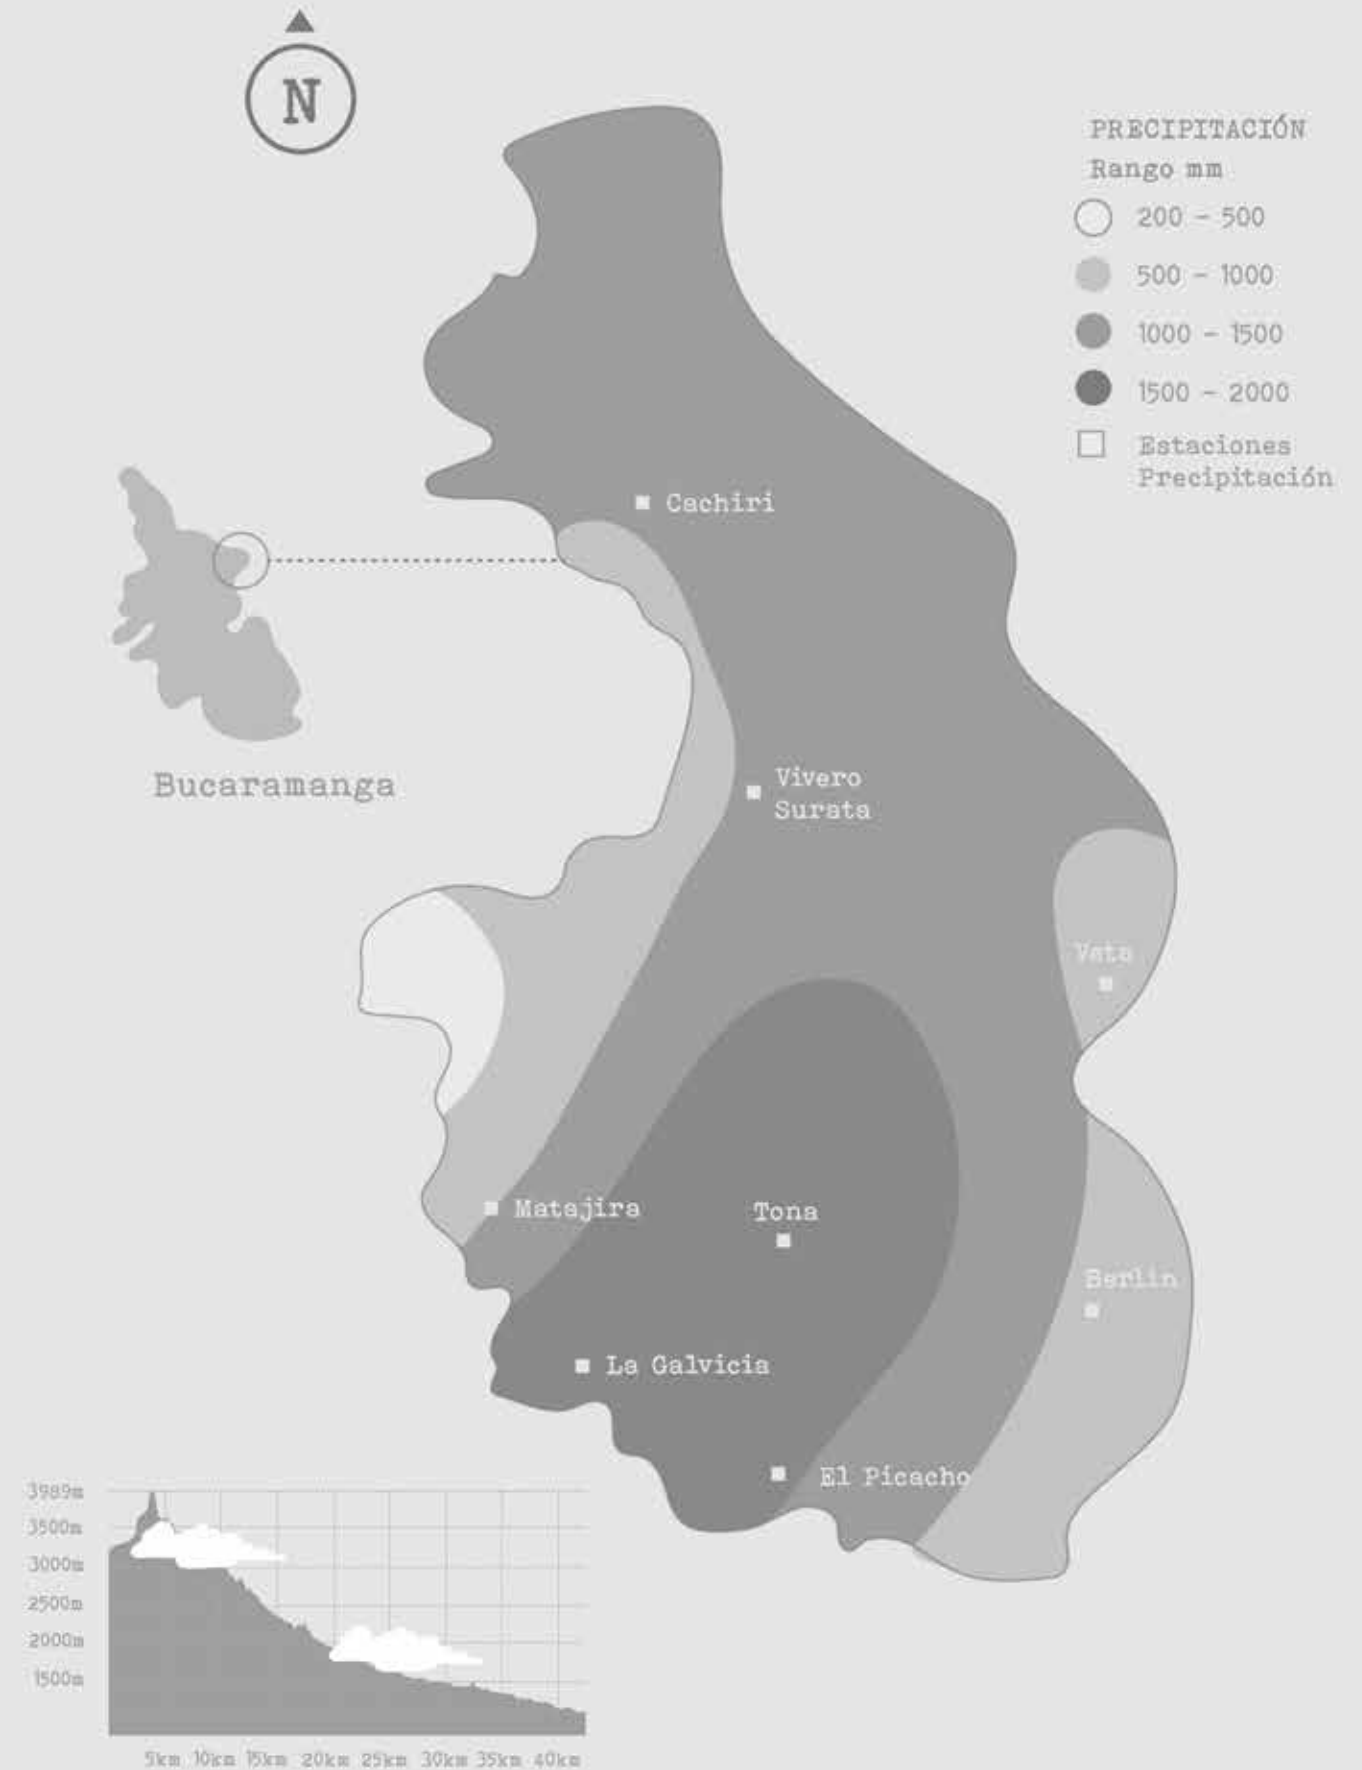 N
PRECIPITACIÓN
Rango mm
200 - 500
500 - 1000
1000 - 1500
1500 - 2000
Estaciones
Precipitación
Cachiri
Vivero
Surata
Bucaramanga
Vata
Matajira
Tona
Berlin
La Galvicia
El Picacho
3989m
3500m
3000m
2500m
2000m
1500m
5km 10km 15km 20km 25km 30km 35km 40km